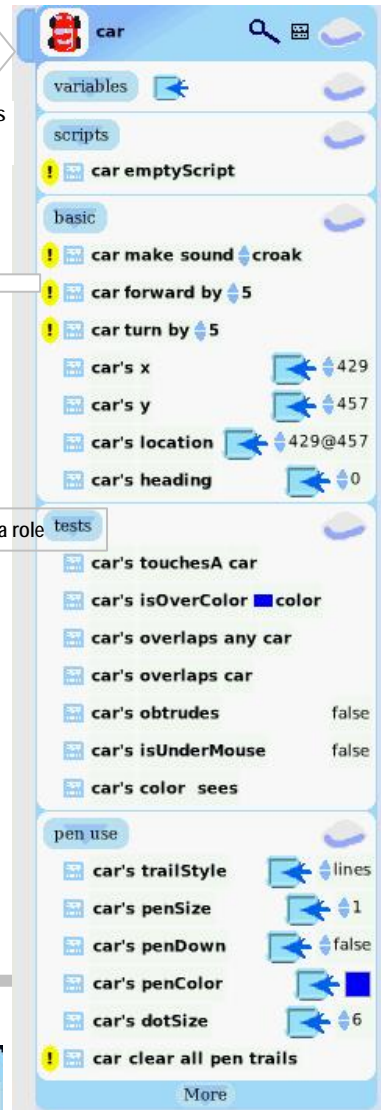 car
variables
s
scripts
! car emptyScript
basic
! car make sound croak
! car forward by 5
! car turn by 5
car's x 429
car's y 457
car's location 429@457
car's heading 0
a role
tests
car's touchesA car
car's isOverColor color
car's overlaps any car
car's overlaps car
car's obtrudes false
car's isUnderMouse false
car's color sees
pen use
car's trailStyle lines
car's penSize 1
car's penDown false
car's penColor
car's dotSize 6
! car clear all pen trails
More